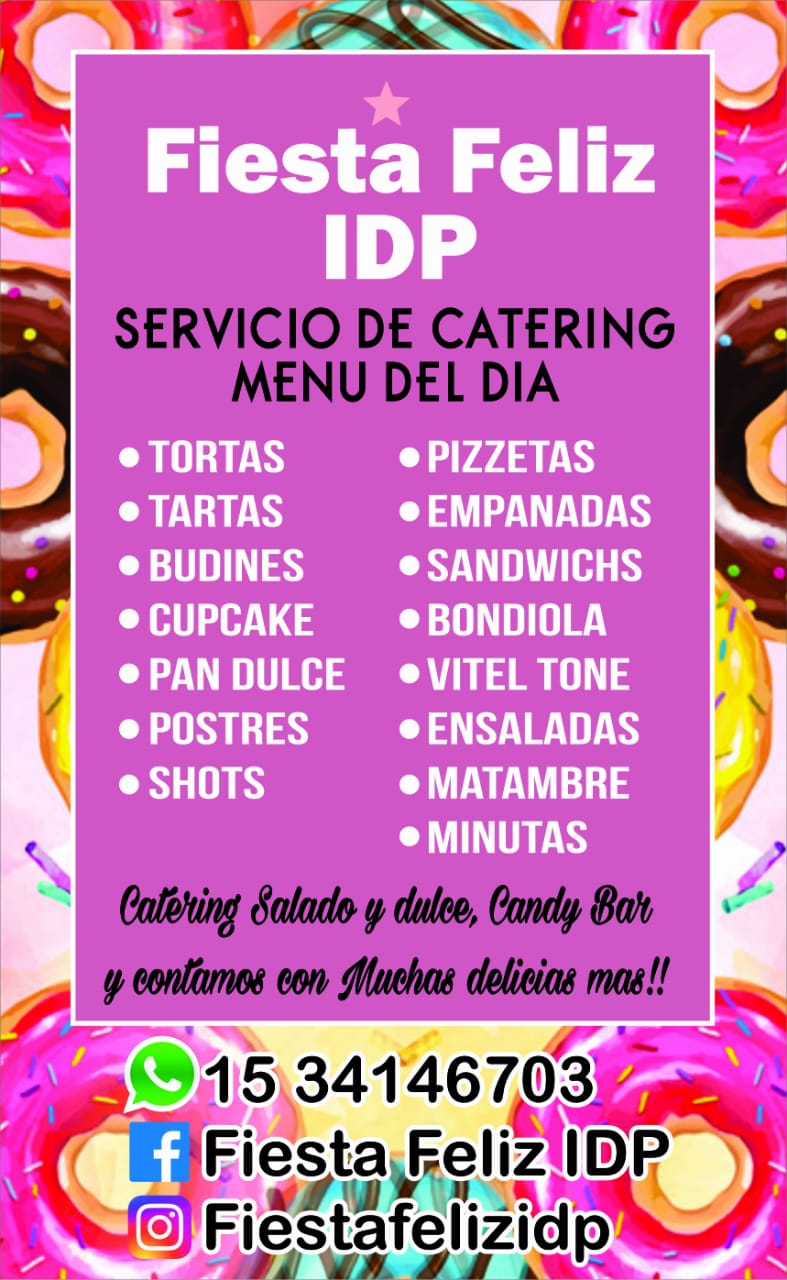 Fiesta Feliz
IDP
SERVICIO DE CATERING
MENU DEL DIA
• TORTAS
• TARTAS
• BUDINES
• CUPCAKE
• PAN DULCE
• POSTRES
• SHOTS
• PIZZETAS
• EMPANADAS
• SANDWICHS
• BONDIOLA
• VITEL TONE
• ENSALADAS
• MATAMBRE
• MINUTAS
Catering Salado y dulce, Candy Bar
y contamos con Muchas delicias mas!!
15 34146703
Fiesta Feliz IDP
Fiestafelizidp